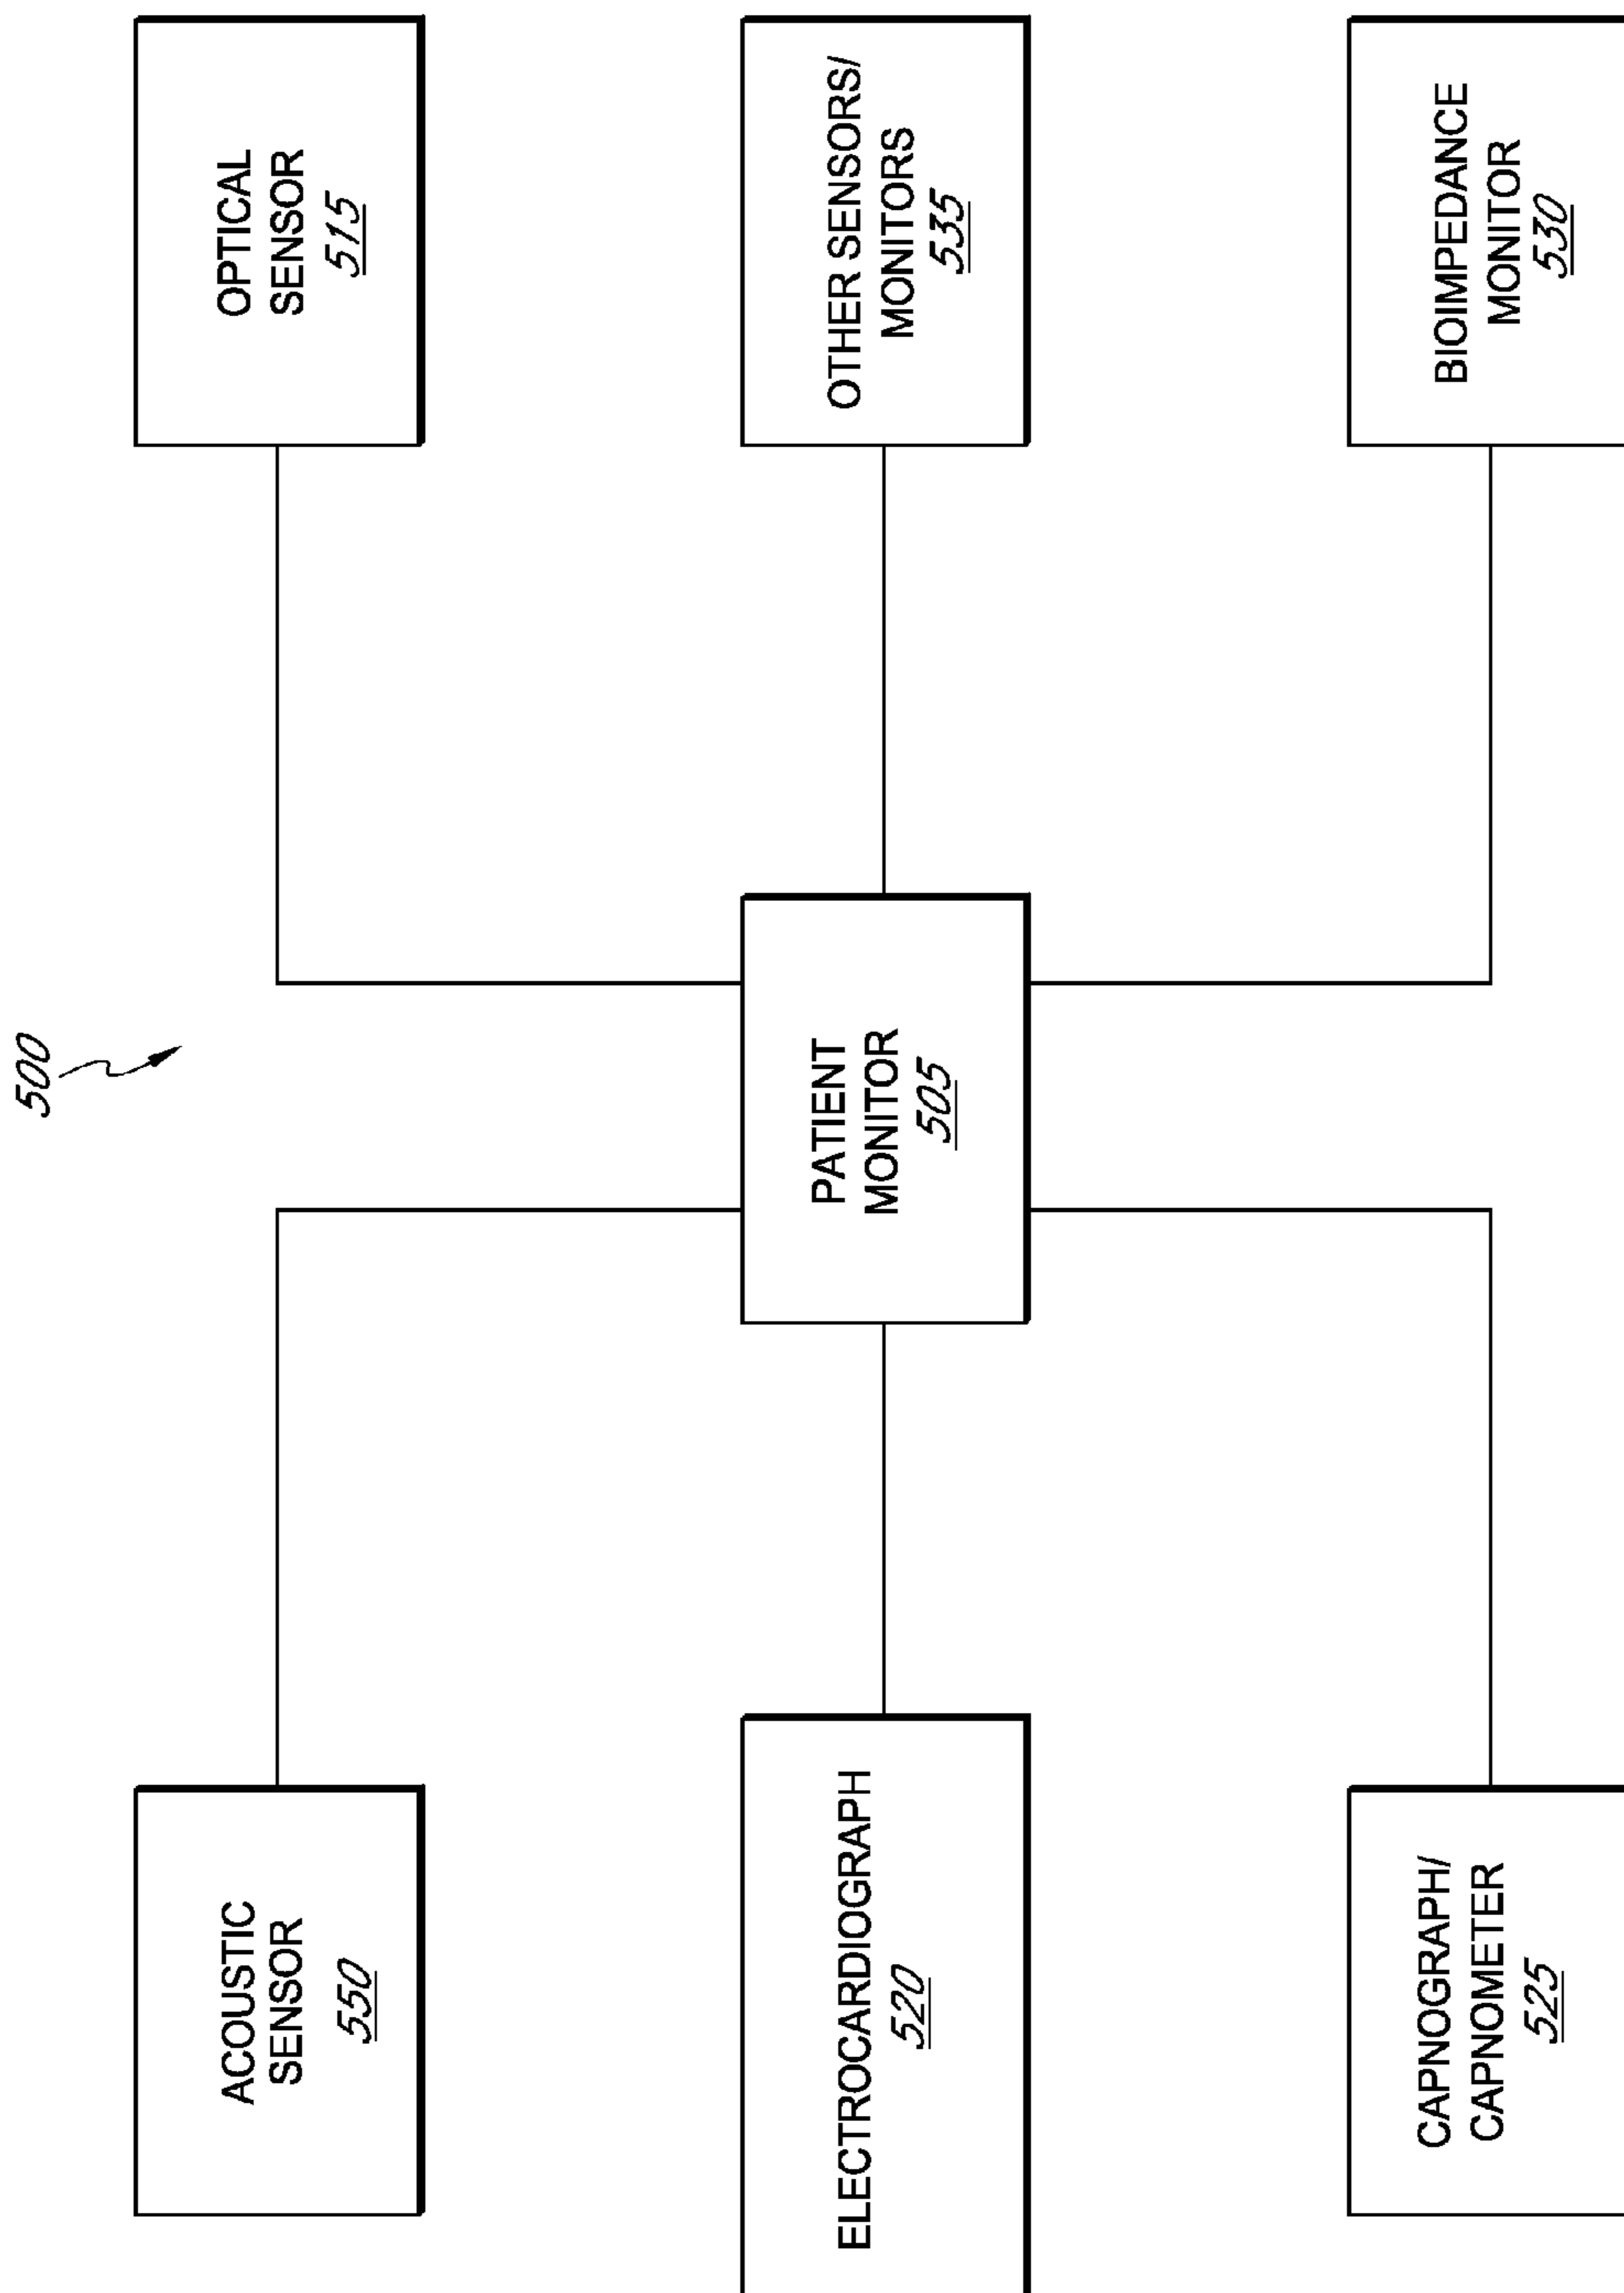 500
ACOUSTIC
SENSOR
550
OPTICAL
SENSOR
515
ELECTROCARDIOGRAPH
520
PATIENT
MONITOR
505
OTHER SENSORS/
MONITORS
535
CAPNOGRAPH/
CAPNOMETER
525
BIOIMPEDANCE
MONITOR
530